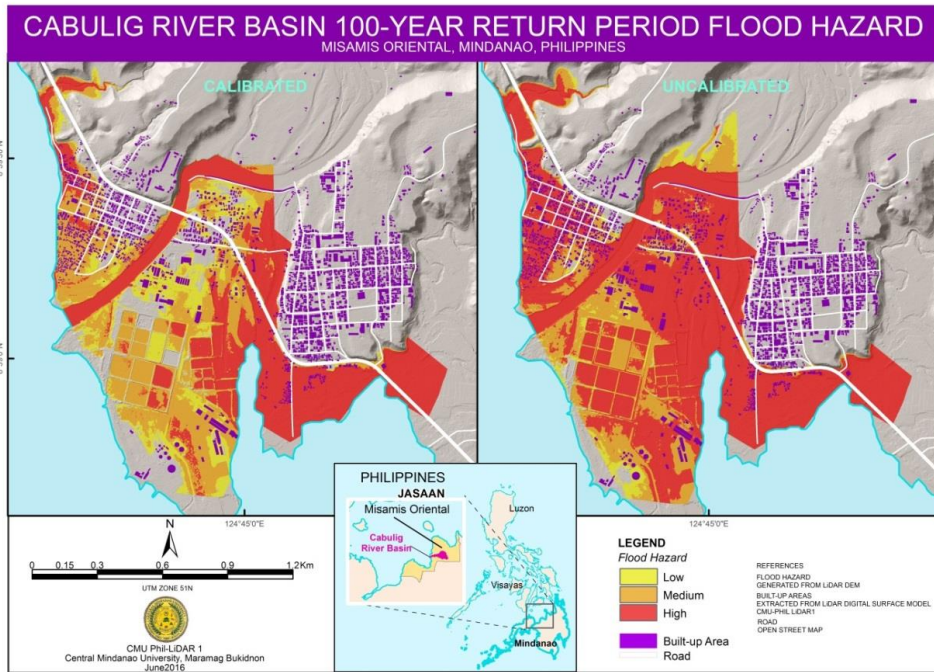 CABULIG RIVER BASIN 100-YEAR RETURN PERIOD FLOOD HAZARD
MISAMIS ORIENTAL, MINDANAO, PHILIPPINES
CALIBRATED
UNCALIBRATED
124°45'0"E
124°45'0"E
N
0 0.15 0.3 0.6 0.9 1.2 Km
UTM ZONE 51N
CMU Phil-LiDAR 1
Central Mindanao University, Maramag Bukidnon
June2016
PHILIPPINES
JASAAN
Misamis Oriental
Cabulig
River Basin
Luzon
Visayas
Mindanao
LEGEND
Flood Hazard
Low
Medium
High
Built-up Area
Road
REFERENCES
FLOOD HAZARD
GENERATED FROM LiDAR DEM
BUILT-UP AREAS
EXTRACTED FROM LiDAR DIGITAL SURFACE MODEL
CMU-PHIL LiDAR1
ROAD
OPEN STREET MAP